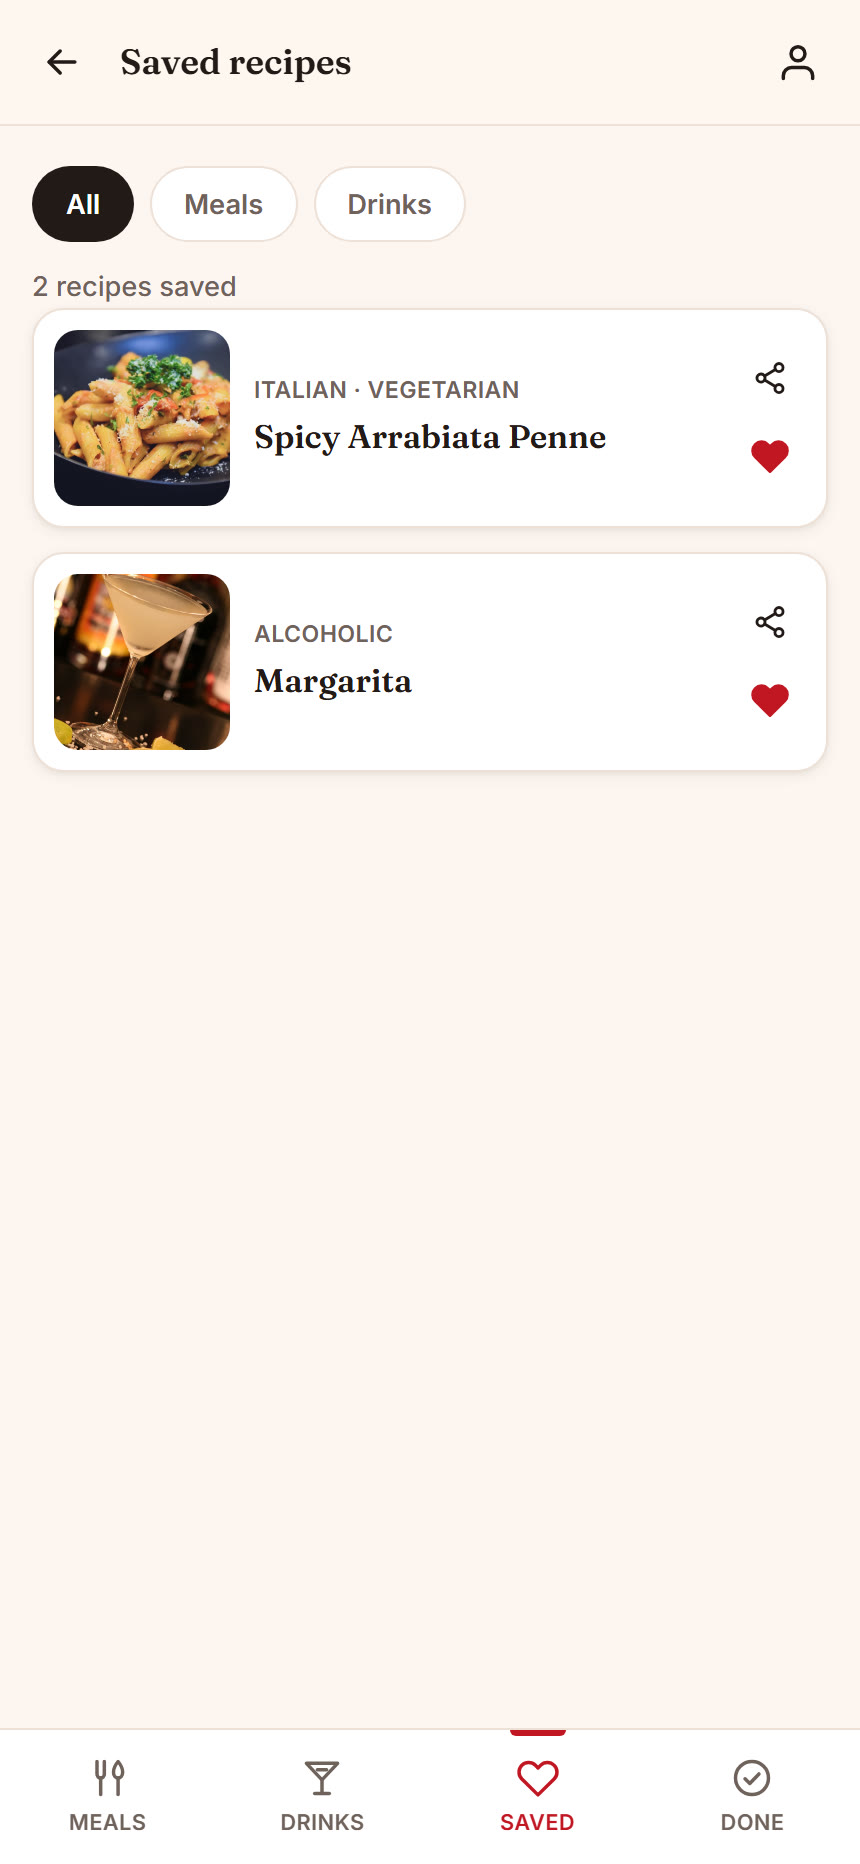 Saved recipes
All
Meals
Drinks
2 recipes saved
ITALIAN · VEGETARIAN
Spicy Arrabiata Penne
ALCOHOLIC
Margarita
MEALS
DRINKS
SAVED
DONE